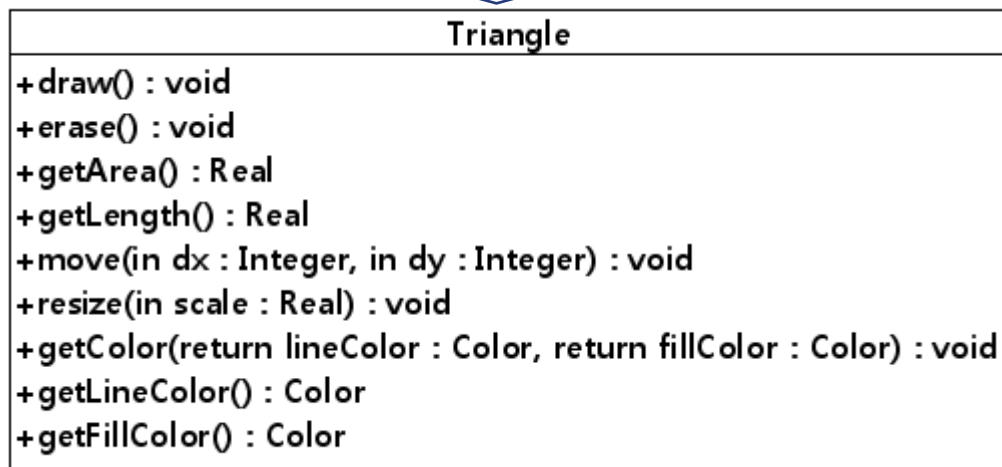 Triangle
+draw() : void
+erase() : void
+getArea() : Real
+getLength() : Real
+move(in dx : Integer, in dy : Integer) : void
+resize(in scale : Real) : void
+getColor(return lineColor : Color, return fillColor : Color) : void
+getLineColor() : Color
+getFillColor() : Color